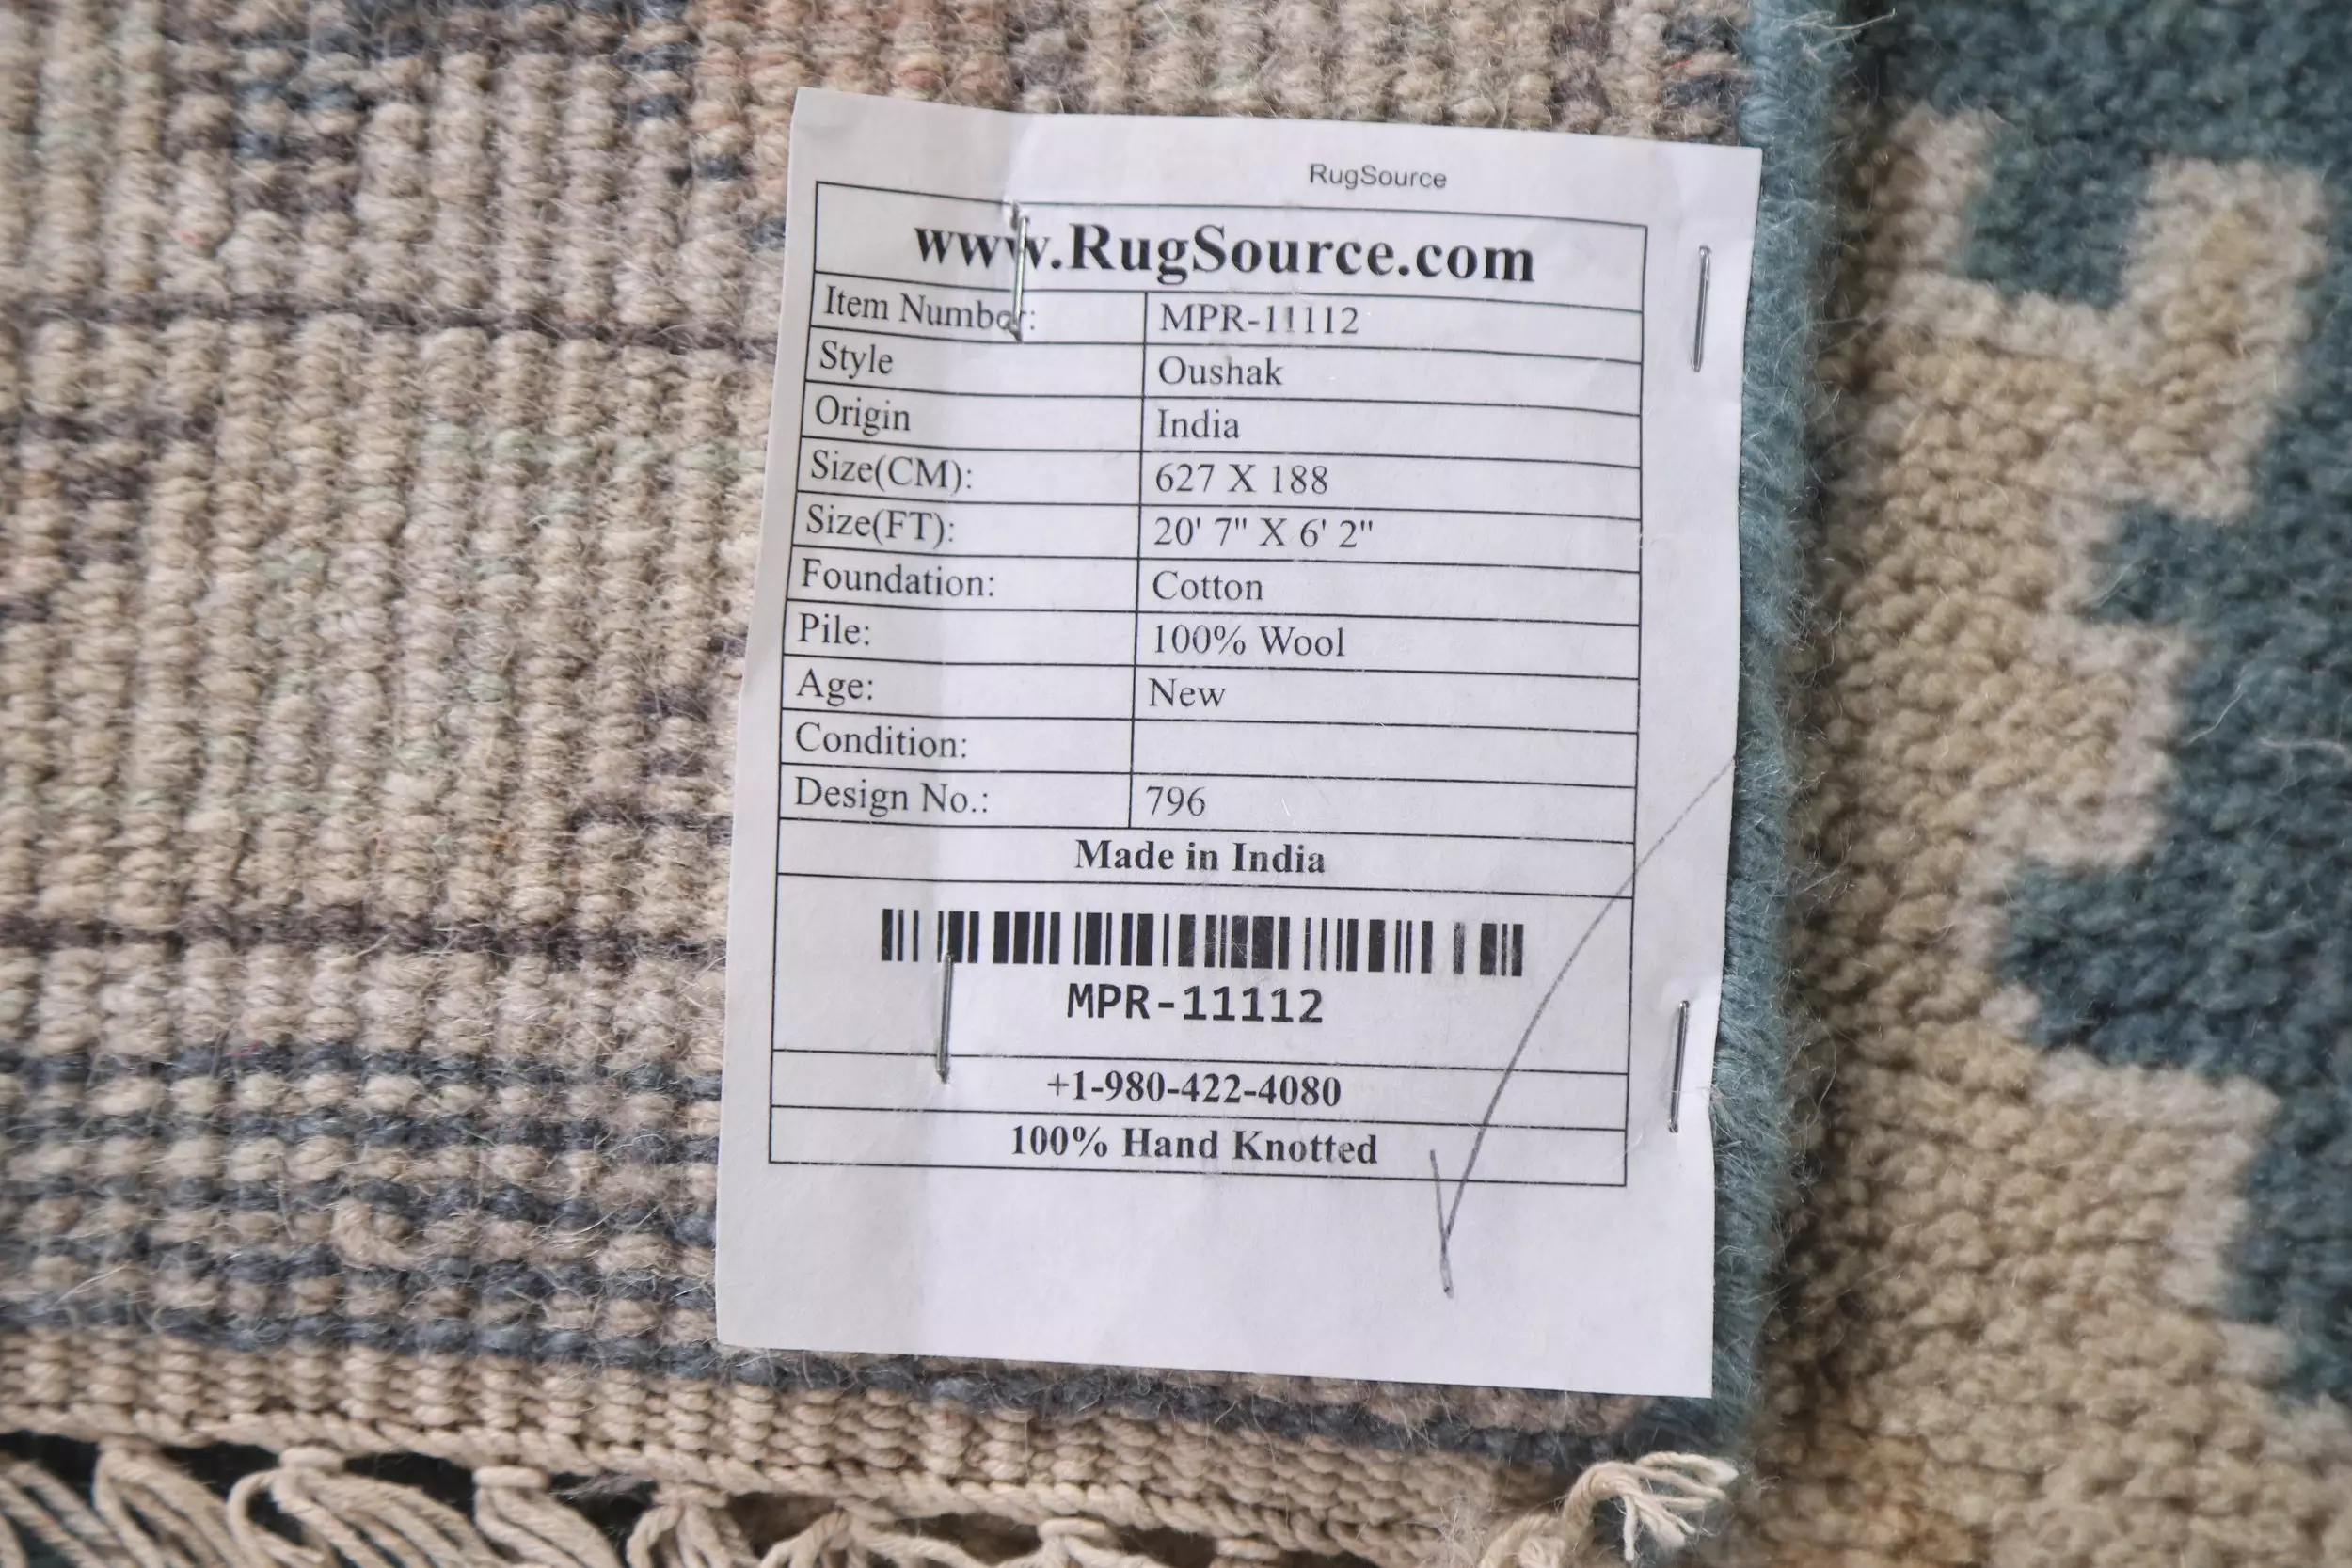 RugSource
www.RugSource.com
Item Number: MPR-11112
Style Oushak
Origin India
Size(CM): 627 X 188
Size(FT): 20' 7" X 6' 2"
Foundation: Cotton
Pile: 100% Wool
Age: New
Condition:
Design No.: 796
Made in India
MPR-11112
+1-980-422-4080
100% Hand Knotted